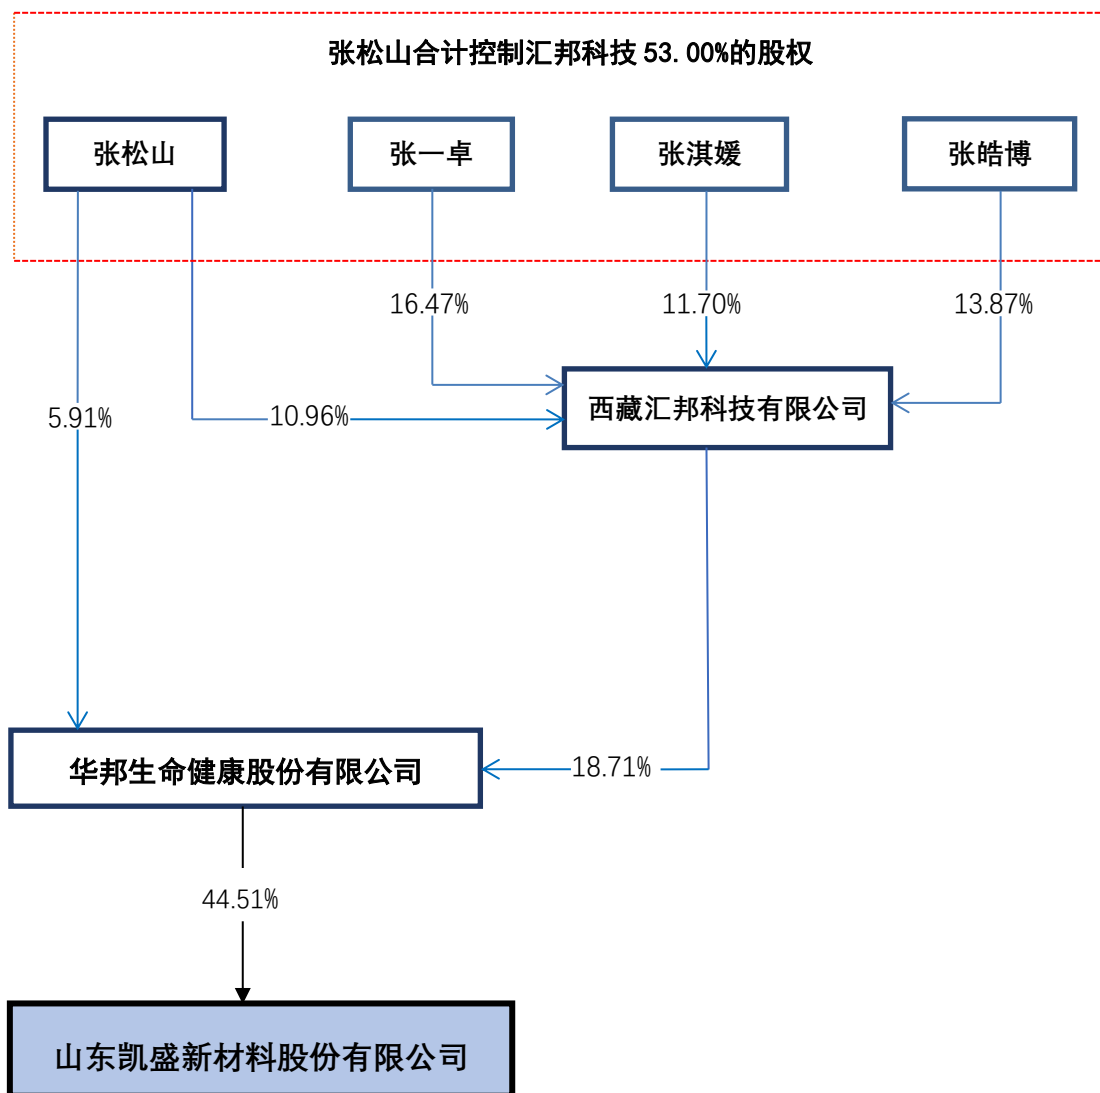 张松山合计控制汇邦科技 53.00%的股权
张松山
张一卓
张淇媛
张皓博
16.47%
11.70%
13.87%
5.91%
10.96%
西藏汇邦科技有限公司
华邦生命健康股份有限公司
18.71%
44.51%
山东凯盛新材料股份有限公司